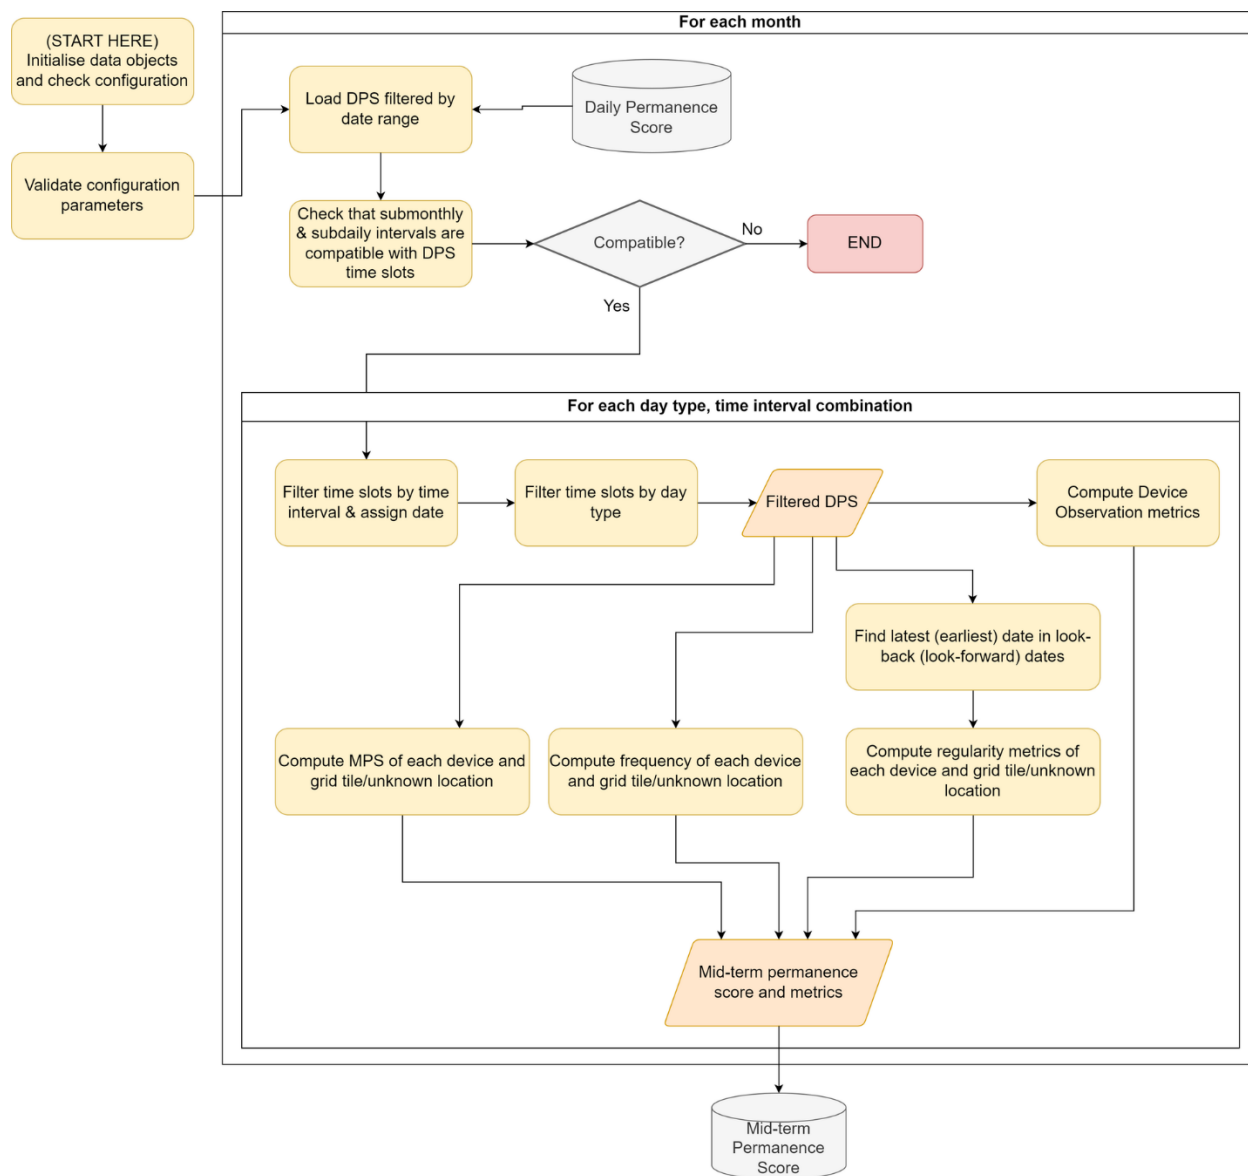 For each month
(START HERE)
Initialise data objects
and check configuration
Validate configuration
parameters
Load DPS filtered by
date range
Daily Permanence
Score
Check that submonthly
& subdaily intervals are
compatible with DPS
time slots
Compatible?
No
END
Yes
For each day type, time interval combination
Filter time slots by time
interval & assign date
Filter time slots by day
type
Filtered DPS
Compute Device
Observation metrics
Find latest (earliest) date in look-
back (look-forward) dates
Compute MPS of each device and
grid tile/unknown location
Compute frequency of each device
and grid tile/unknown location
Compute regularity metrics of
each device and grid tile/unknown
location
Mid-term permanence
score and metrics
Mid-term
Permanence
Score